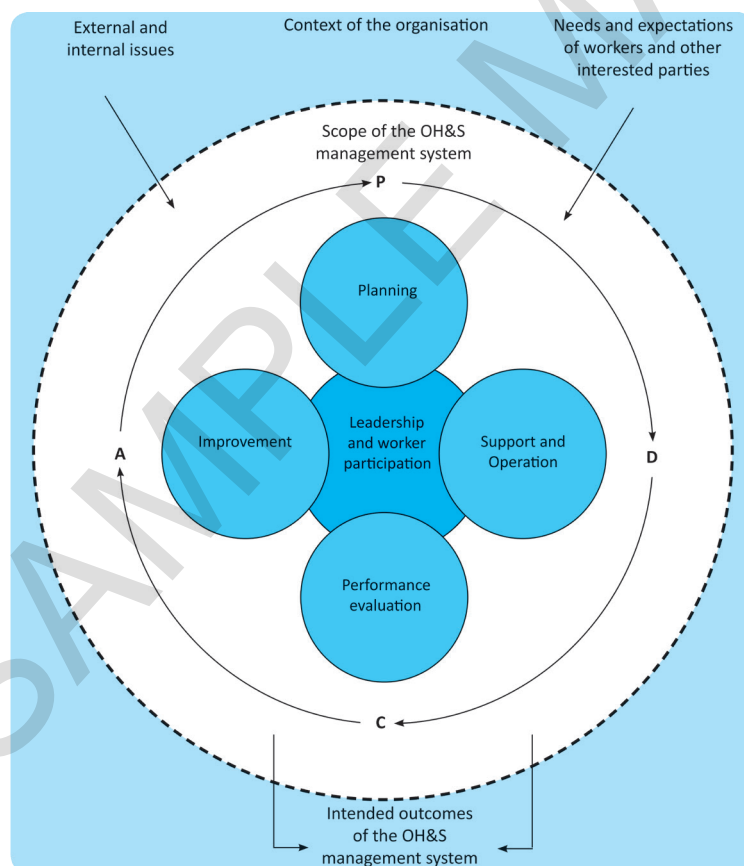 External and
internal issues
Context of the organisation
Needs and expectations
of workers and other
interested parties
Scope of the OH&S
management system
P
Planning
Improvement
Leadership
and worker
participation
Support and
Operation
A
D
Performance
evaluation
C
Intended outcomes
of the OH&S
management system
SAMPLE MA